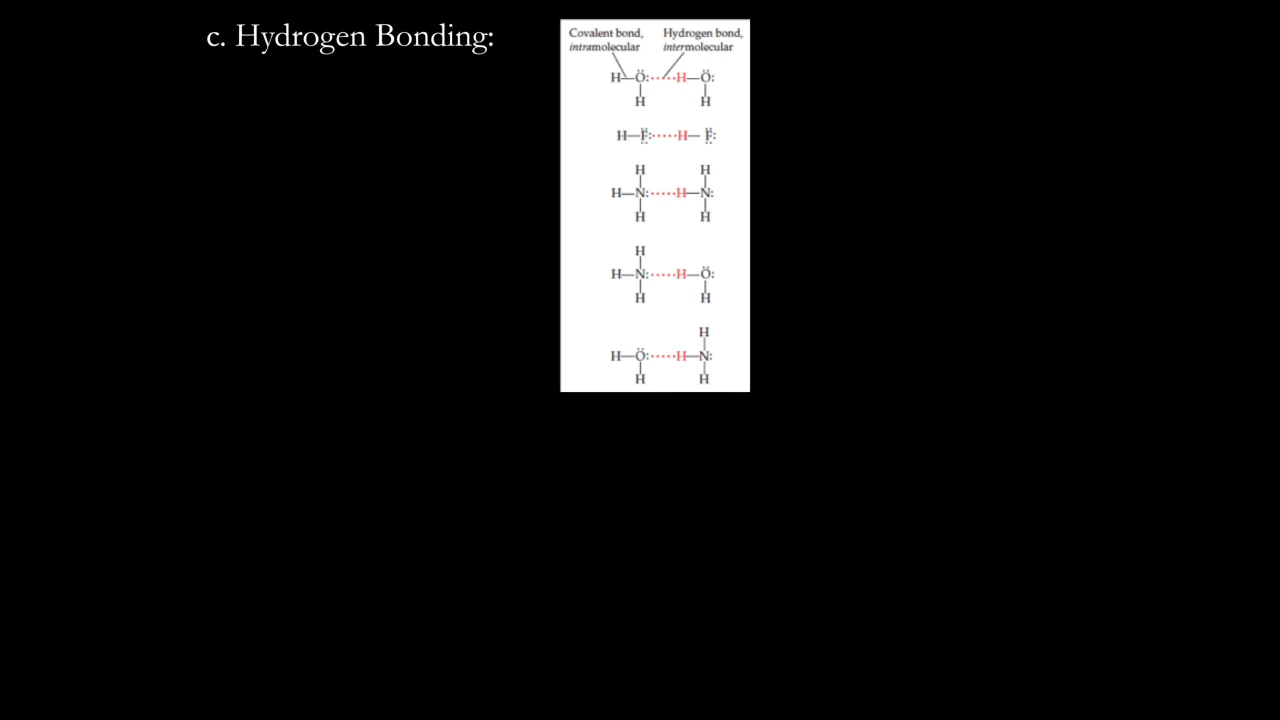 c. Hydrogen Bonding:
Covalent bond, Hydrogen bond,
intramolecular intermolecular
H—Ö:·····H—Ö:
H H
H—F:·····H—F:
H H
H—N:·····H—N:
H H
H
H—N:·····H—Ö:
H H
H
H—Ö:·····H—N:
H H